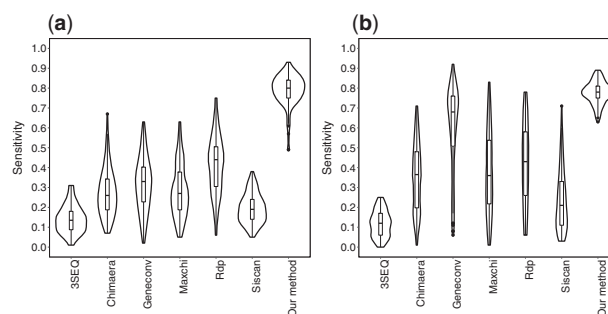 (a)
Sensitivity
1.0
0.9
0.8
0.7
0.6
0.5
0.4
0.3
0.2
0.1
0.0
3SEQ
Chimaera
Geneconv
Maxchi
Rdp
Siscan
Our method
(b)
Sensitivity
1.0
0.9
0.8
0.7
0.6
0.5
0.4
0.3
0.2
0.1
0.0
3SEQ
Chimaera
Geneconv
Maxchi
Rdp
Siscan
Our method